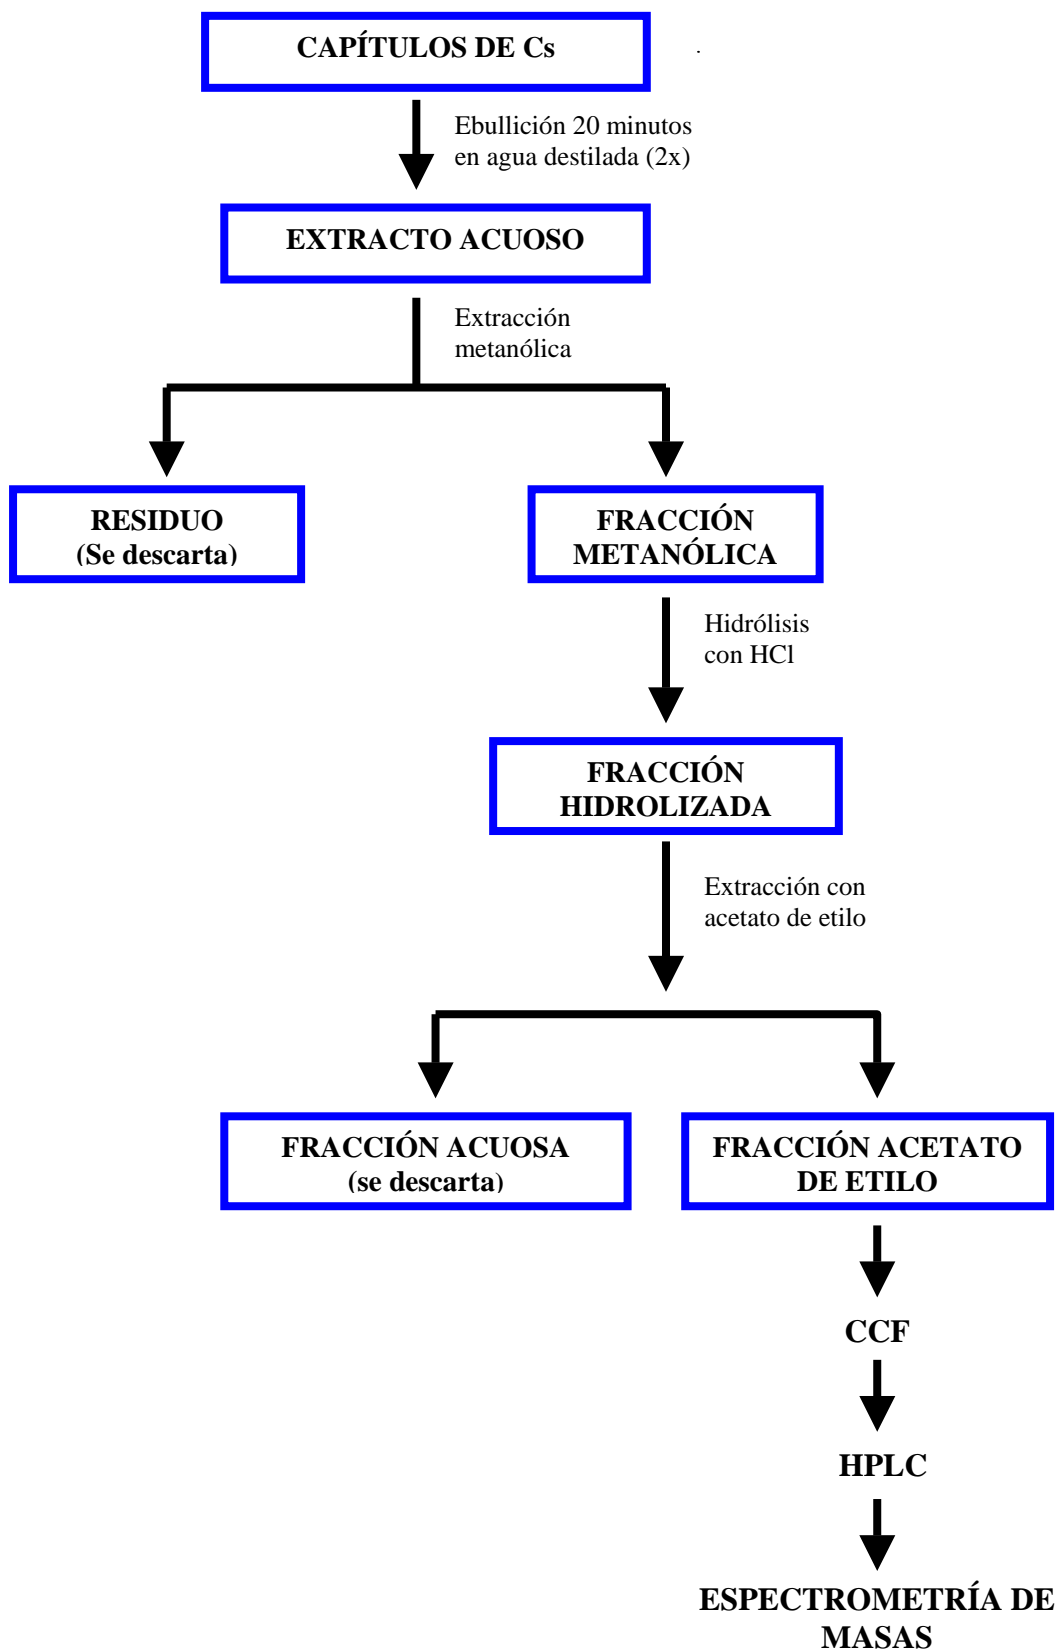 CAPÍTULOS DE Cs
Ebullición 20 minutos
en agua destilada (2x)
EXTRACTO ACUOSO
Extracción
metanólica
RESIDUO
(Se descarta)
FRACCIÓN
METANÓLICA
Hidrólisis
con HCl
FRACCIÓN
HIDROLIZADA
Extracción con
acetato de etilo
FRACCIÓN ACUOSA
(se descarta)
FRACCIÓN ACETATO
DE ETILO
CCF
HPLC
ESPECTROMETRÍA DE
MASAS